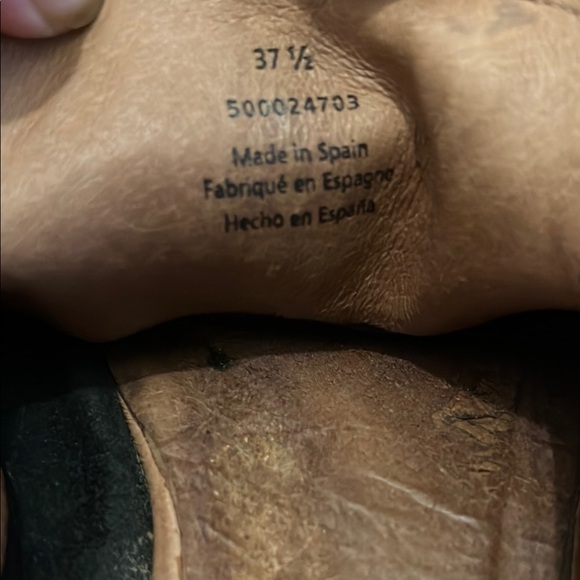 37 ½
500024703
Made in Spain
Fabriqué en Espagne
Hecho en España